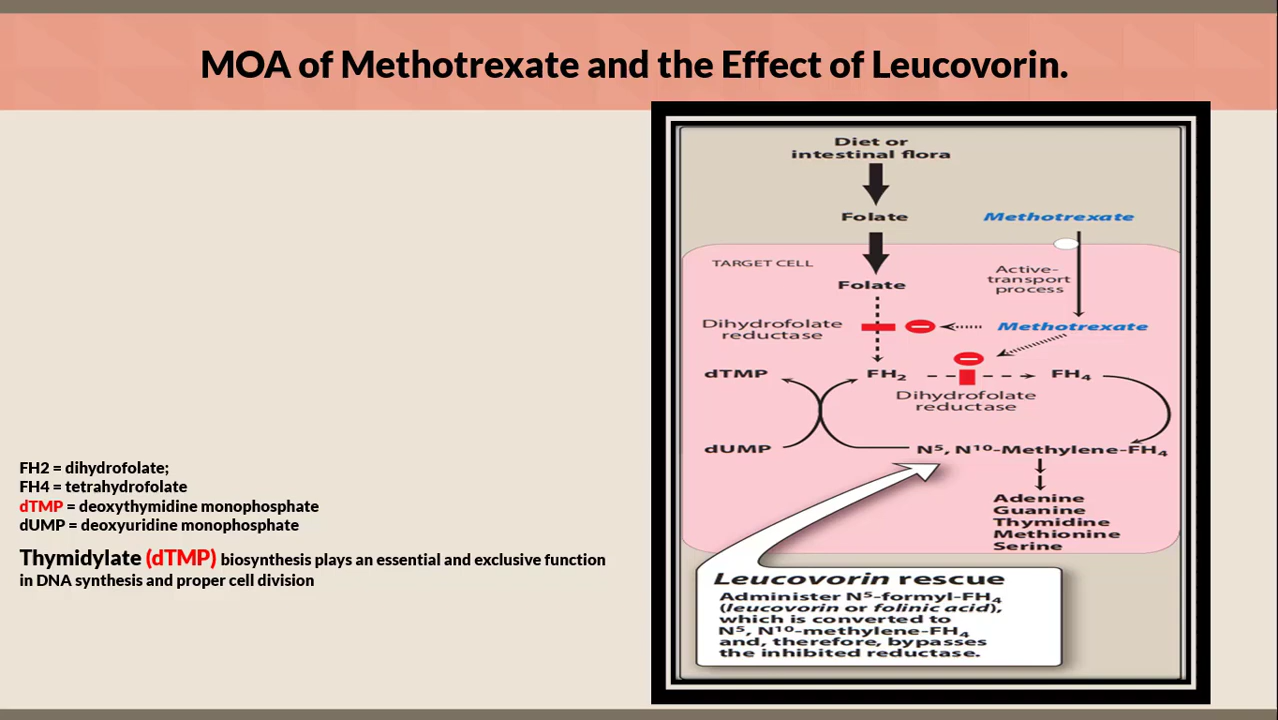 MOA of Methotrexate and the Effect of Leucovorin.
FH2 = dihydrofolate;
FH4 = tetrahydrofolate
dTMP = deoxythymidine monophosphate
dUMP = deoxyuridine monophosphate
Thymidylate (dTMP) biosynthesis plays an essential and exclusive function
in DNA synthesis and proper cell division
Diet or
intestinal flora
Folate
Methotrexate
TARGET CELL
Active-
transport
process
Folate
Dihydrofolate
reductase
Methotrexate
dTMP
FH₂
FH₄
Dihydrofolate
reductase
dUMP
N⁵, N¹⁰-Methylene-FH₄
Adenine
Guanine
Thymidine
Methionine
Serine
Leucovorin rescue
Administer N⁵-formyl-FH₄
(leucovorin or folinic acid),
which is converted to
N⁵, N¹⁰-methylene-FH₄
and, therefore, bypasses
the inhibited reductase.